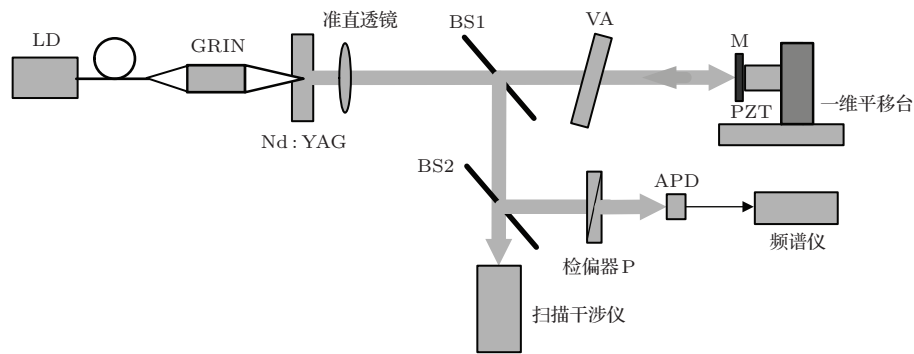 准直透镜
BS1
VA
LD
GRIN
M
PZT
一维平移台
Nd:YAG
BS2
APD
频谱仪
检偏器P
扫描干涉仪